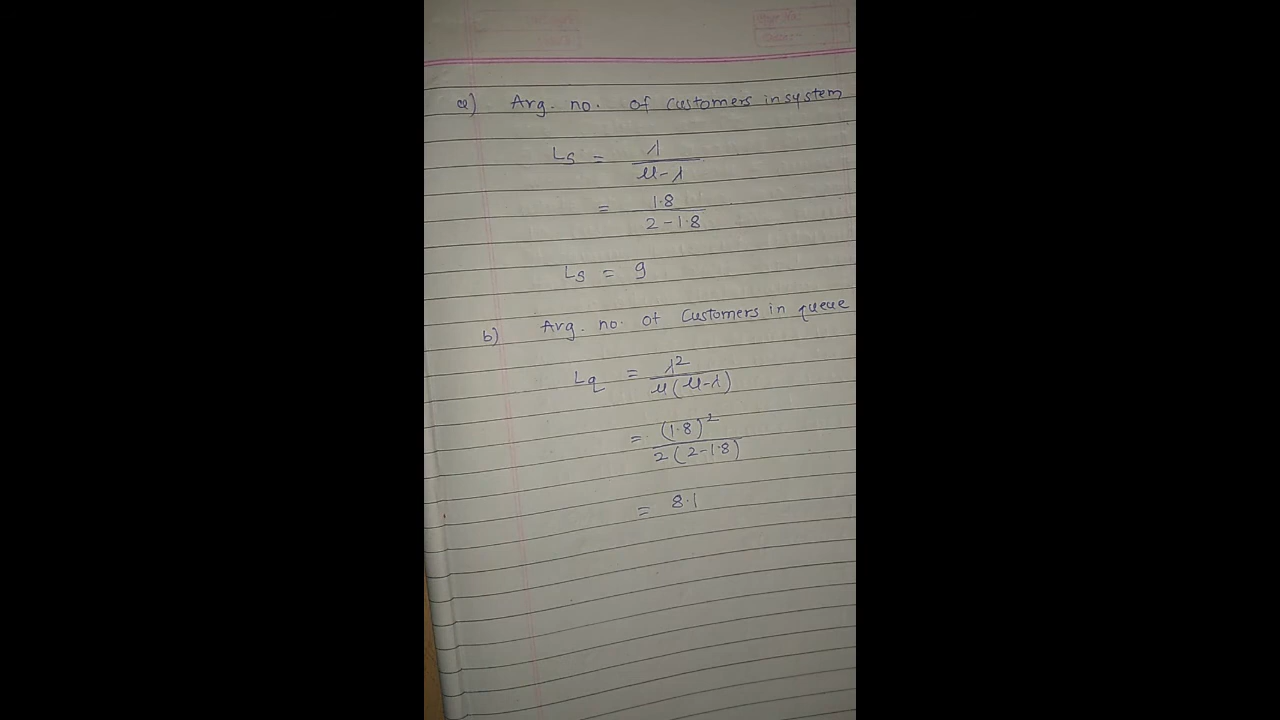 a) Avg. no. of customers in system
Ls = λ / μ-λ
= 1.8 / 2-1.8
Ls = 9
b) Avg. no. of customers in queue
Lq = λ² / μ(μ-λ)
= (1.8)² / 2(2-1.8)
= 8.1